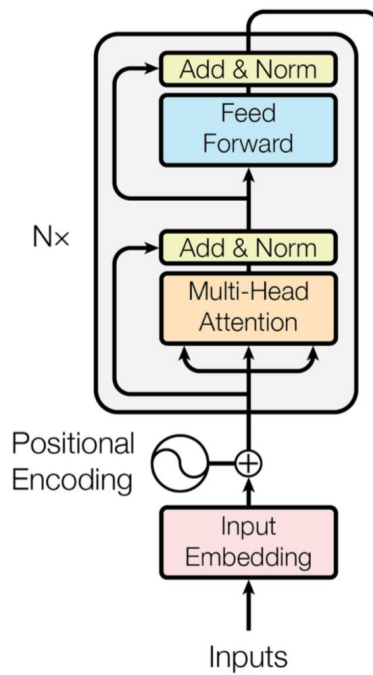 Add & Norm
Feed
Forward
N×
Add & Norm
Multi-Head
Attention
Positional
Encoding
Input
Embedding
Inputs